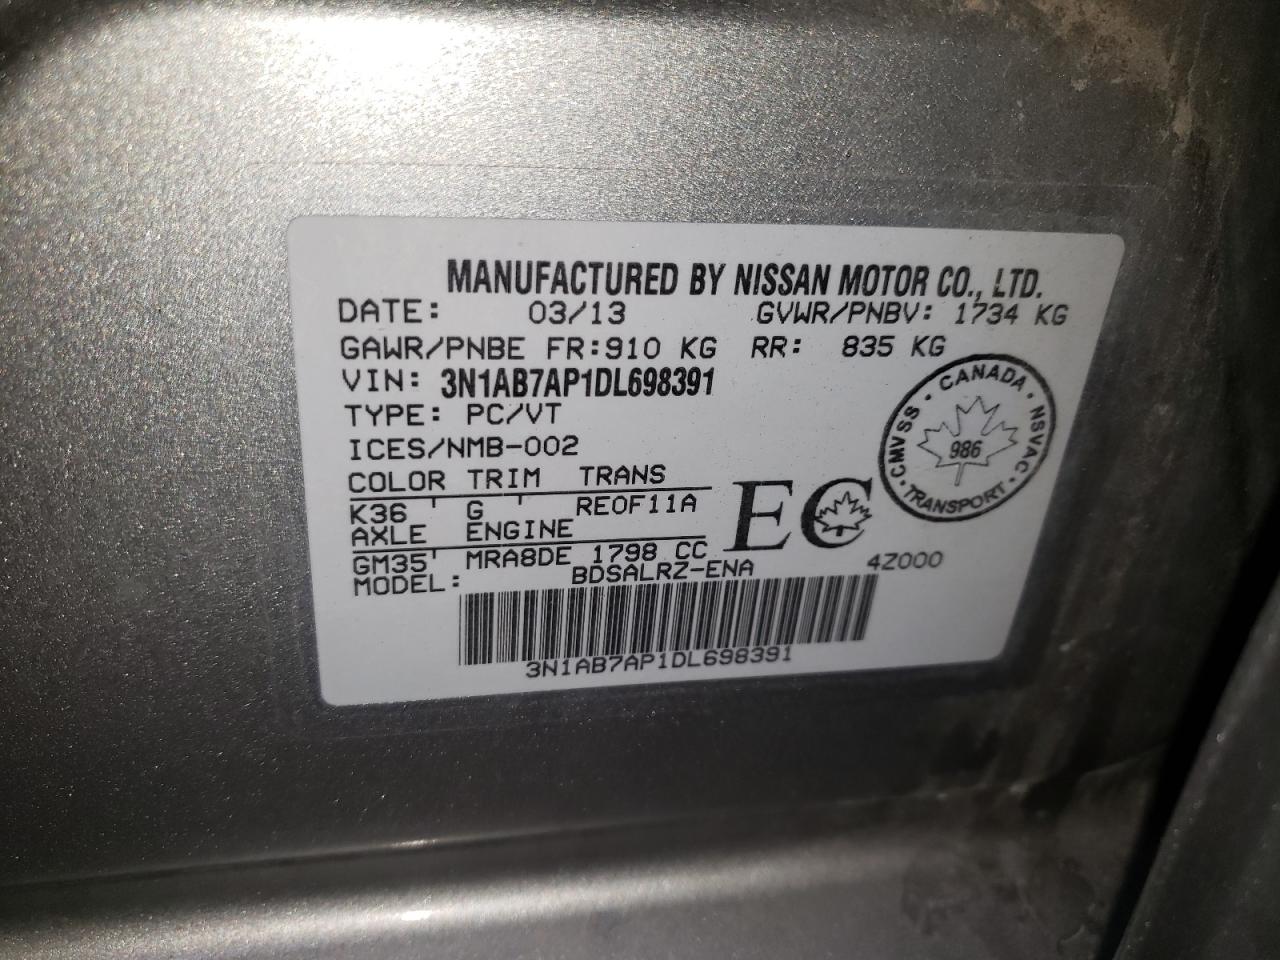 MANUFACTURED BY NISSAN MOTOR CO., LTD.
DATE: 03/13 GVWR/PNBV: 1734 KG
GAWR/PNBE FR:910 KG RR: 835 KG
VIN: 3N1AB7AP1DL698391
TYPE: PC/VT
ICES/NMB-002
COLOR TRIM TRANS
K36 ' G ' RE0F11A
AXLE ENGINE
GM35' MRA8DE 1798 CC
MODEL: BDSALRZ-ENA
EC
4Z000
CANADA · NSVAC · TRANSPORT · CMVSS ·
986
3N1AB7AP1DL698391